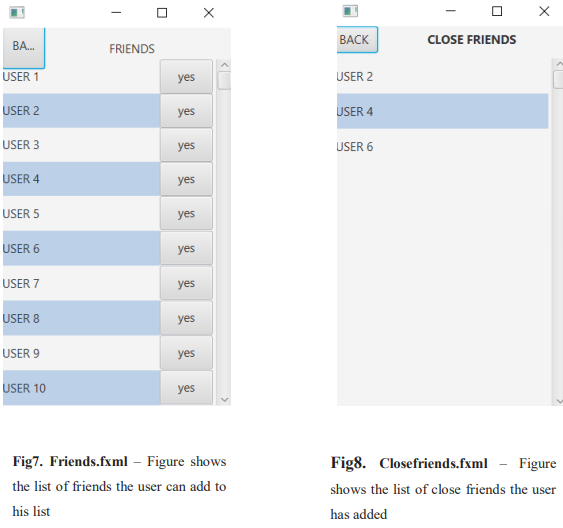 BA...
FRIENDS
USER 1 yes
USER 2 yes
USER 3 yes
USER 4 yes
USER 5 yes
USER 6 yes
USER 7 yes
USER 8 yes
USER 9 yes
USER 10 yes
Fig7. Friends.fxml – Figure shows
the list of friends the user can add to
his list
BACK
CLOSE FRIENDS
USER 2
USER 4
USER 6
Fig8. Closefriends.fxml – Figure
shows the list of close friends the user
has added